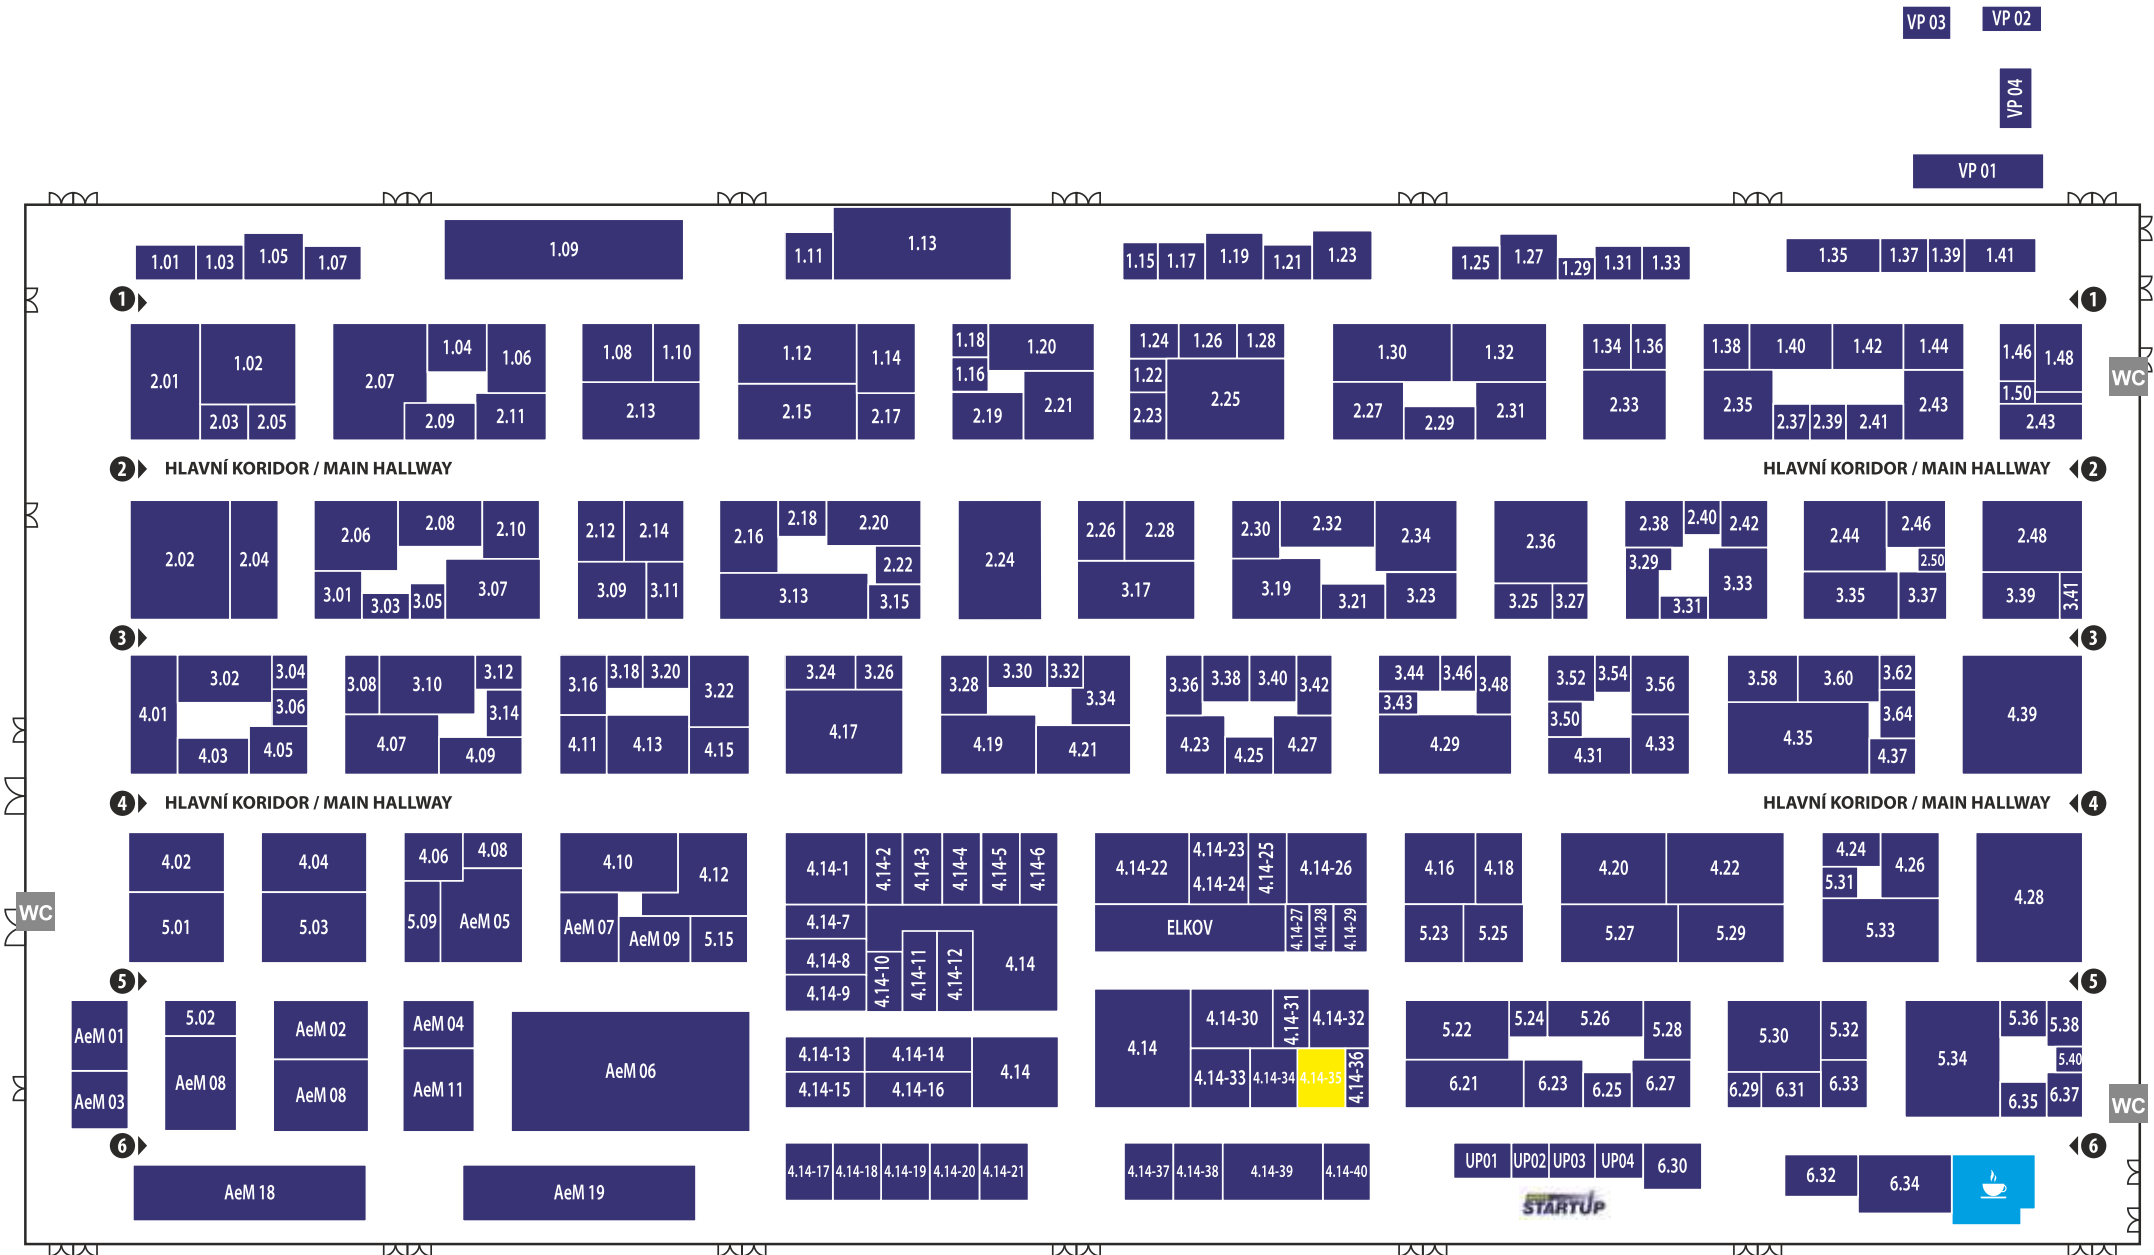 VP 03
VP 02
VP 04
VP 01
1.01 1.03 1.05 1.07 1.09 1.11 1.13 1.15 1.17 1.19 1.21 1.23 1.25 1.27 1.29 1.31 1.33 1.35 1.37 1.39 1.41
1 1
2.01 1.02 2.03 2.05
2.07 1.04 1.06 2.09 2.11
1.08 1.10 2.13
1.12 1.14 2.15 2.17
1.18 1.20 1.16 2.19 2.21
1.24 1.26 1.28 1.22 2.23 2.25
1.30 1.32 2.27 2.29 2.31
1.34 1.36 2.33
1.38 1.40 1.42 1.44 2.35 2.37 2.39 2.41 2.43
1.46 1.48 1.50 2.43
WC
2 HLAVNÍ KORIDOR / MAIN HALLWAY
HLAVNÍ KORIDOR / MAIN HALLWAY 2
2.02 2.04
2.06 2.08 2.10 3.01 3.03 3.05 3.07
2.12 2.14 3.09 3.11
2.16 2.18 2.20 2.22 3.13 3.15
2.24
2.26 2.28 3.17
2.30 2.32 2.34 3.19 3.21 3.23
2.36 3.25 3.27
2.38 2.40 2.42 3.29 3.31 3.33
2.44 2.46 2.50 3.35 3.37
2.48 3.39 3.41
3 3
4.01 3.02 3.04 3.06 4.03 4.05
3.08 3.10 3.12 3.14 4.07 4.09
3.16 3.18 3.20 3.22 4.11 4.13 4.15
3.24 3.26 4.17
3.28 3.30 3.32 3.34 4.19 4.21
3.36 3.38 3.40 3.42 4.23 4.25 4.27
3.44 3.46 3.48 3.43 4.29
3.52 3.54 3.56 3.50 4.31 4.33
3.58 3.60 3.62 3.64 4.35 4.37
4.39
4 HLAVNÍ KORIDOR / MAIN HALLWAY
HLAVNÍ KORIDOR / MAIN HALLWAY 4
4.02 5.01
4.04 5.03
4.06 4.08 5.09 AeM 05
4.10 4.12 AeM 07 AeM 09 5.15
4.14-1 4.14-2 4.14-3 4.14-4 4.14-5 4.14-6
4.14-7 4.14-8 4.14-9 4.14-10 4.14-11 4.14-12 4.14
4.14-22 4.14-23 4.14-24 4.14-25 4.14-26
ELKOV 4.14-27 4.14-28 4.14-29
4.16 4.18 5.23 5.25
4.20 4.22 5.27 5.29
4.24 4.26 5.31 5.33
4.28
WC
5 5
AeM 01 AeM 03
5.02 AeM 08
AeM 02 AeM 08
AeM 04 AeM 11
AeM 06
4.14-13 4.14-14 4.14-15 4.14-16 4.14
4.14 4.14-30 4.14-31 4.14-32 4.14-33 4.14-34 4.14-35 4.14-36
5.22 5.24 5.26 5.28 6.21 6.23 6.25 6.27
5.30 5.32 6.29 6.31 6.33
5.34 5.36 5.38 5.40 6.35 6.37
WC
6 6
AeM 18 AeM 19
4.14-17 4.14-18 4.14-19 4.14-20 4.14-21
4.14-37 4.14-38 4.14-39 4.14-40
UP01 UP02 UP03 UP04 6.30
STARTUP
6.32 6.34